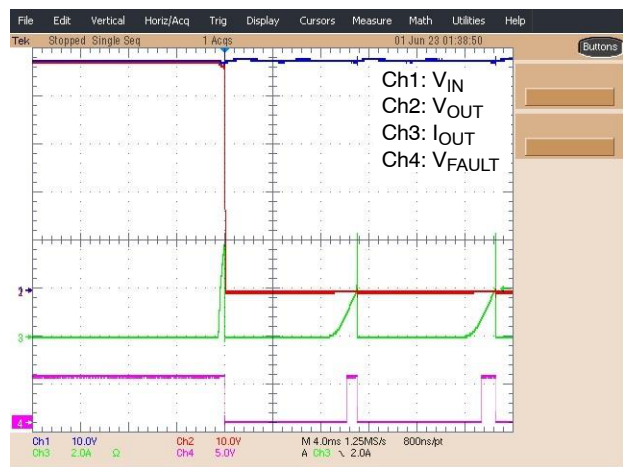 File Edit Vertical Horiz/Acq Trig Display Cursors Measure Math Utilities Help
Tek Stopped Single Seq 1 Acqs 01 Jun 23 01:38:50
Buttons
Ch1: VIN
Ch2: VOUT
Ch3: IOUT
Ch4: VFAULT
2
3
4
Ch1 10.0V Ch2 10.0V M 4.0ms 1.25MS/s 800ns/pt
Ch3 2.0A Ω Ch4 5.0V A Ch3 ╲ 2.0A